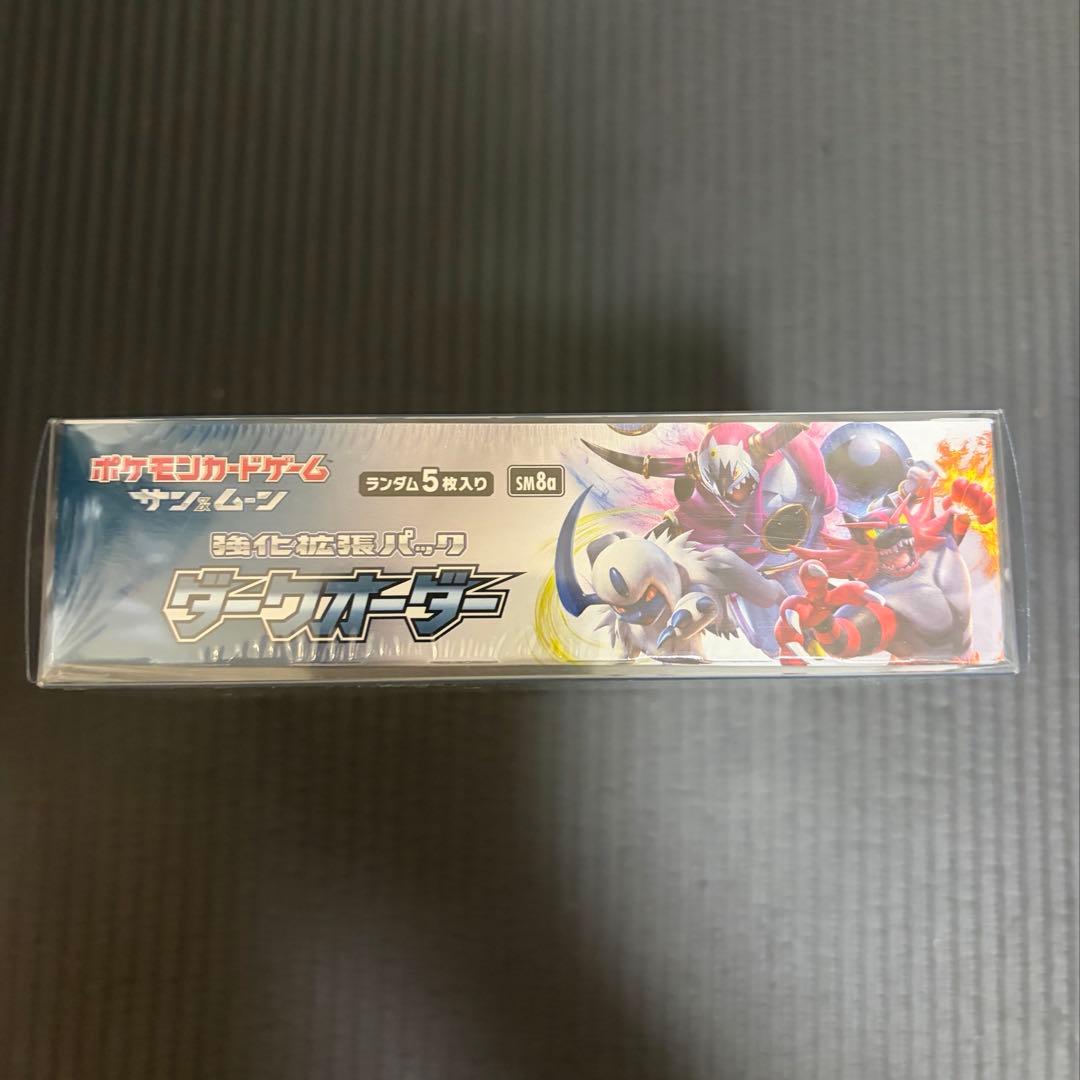 ポケモンカードゲーム™
サン&ムーン
ランダム5枚入り
SM8a
強化拡張パック
ダークオーダー